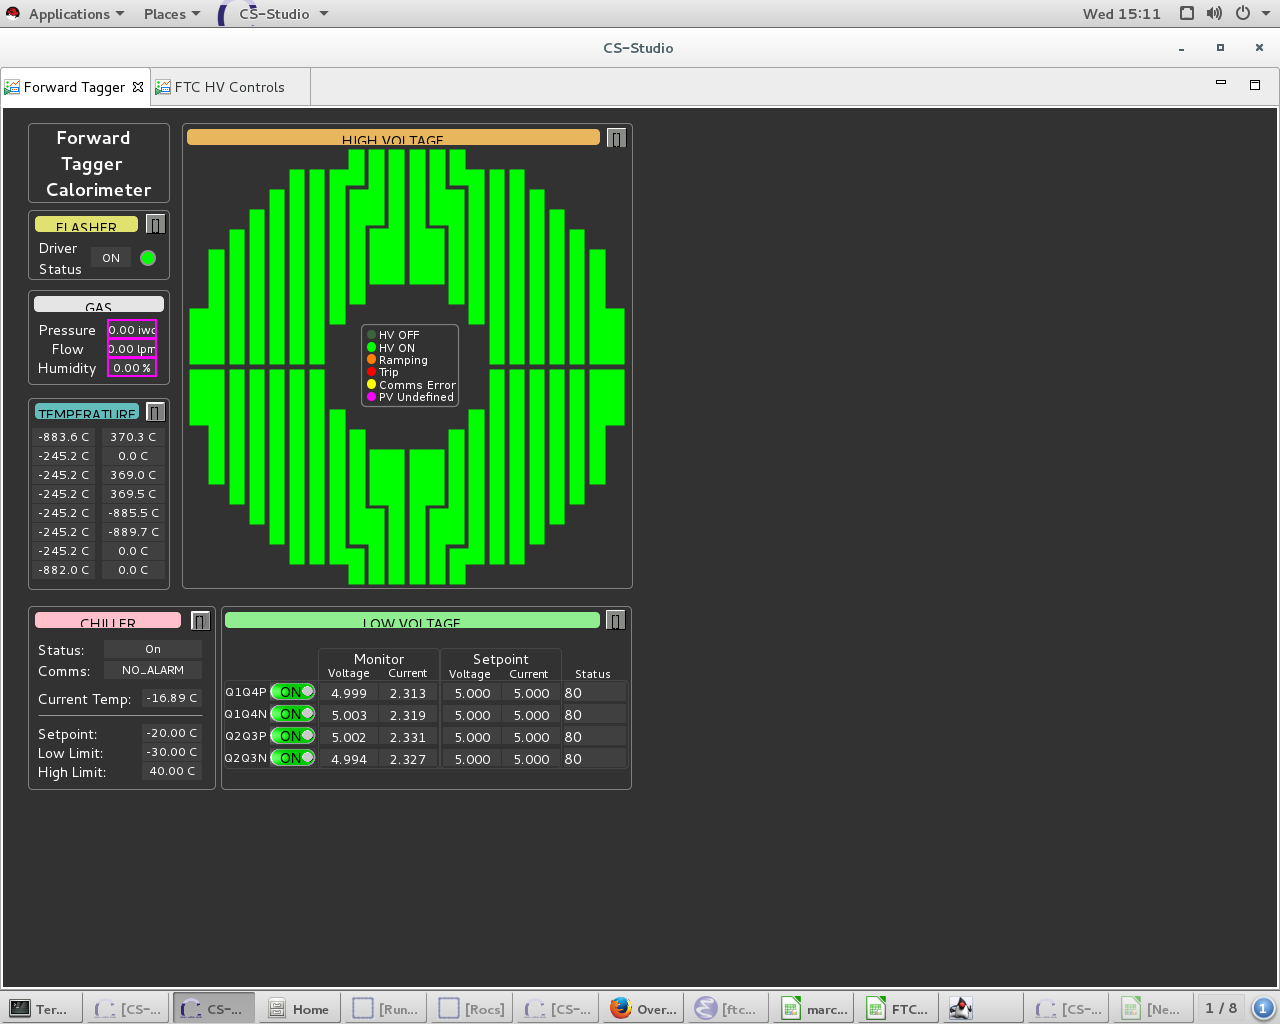 Applications Places CS-Studio Wed 15:11
CS-Studio
Forward Tagger FTC HV Controls
Forward
Tagger
Calorimeter
HIGH VOLTAGE
FLASHER
Driver
Status
ON
GAS
Pressure 0.00 iwc
Flow 0.00 lpm
Humidity 0.00 %
HV OFF
HV ON
Ramping
Trip
Comms Error
PV Undefined
TEMPERATURE
-883.6 C 370.3 C
-245.2 C 0.0 C
-245.2 C 369.0 C
-245.2 C 369.5 C
-245.2 C -885.5 C
-245.2 C -889.7 C
-245.2 C 0.0 C
-882.0 C 0.0 C
CHILLER
Status: On
Comms: NO_ALARM
Current Temp: -16.89 C
Setpoint: -20.00 C
Low Limit: -30.00 C
High Limit: 40.00 C
LOW VOLTAGE
Monitor Setpoint
Voltage Current Voltage Current Status
Q1Q4P ON 4.999 2.313 5.000 5.000 80
Q1Q4N ON 5.003 2.319 5.000 5.000 80
Q2Q3P ON 5.002 2.331 5.000 5.000 80
Q2Q3N ON 4.994 2.327 5.000 5.000 80
Ter... [CS-... CS-... Home [Run... [Rocs] [CS-... Over... [ftc... marc... FTC... [CS-... [Ne... 1 / 8 1